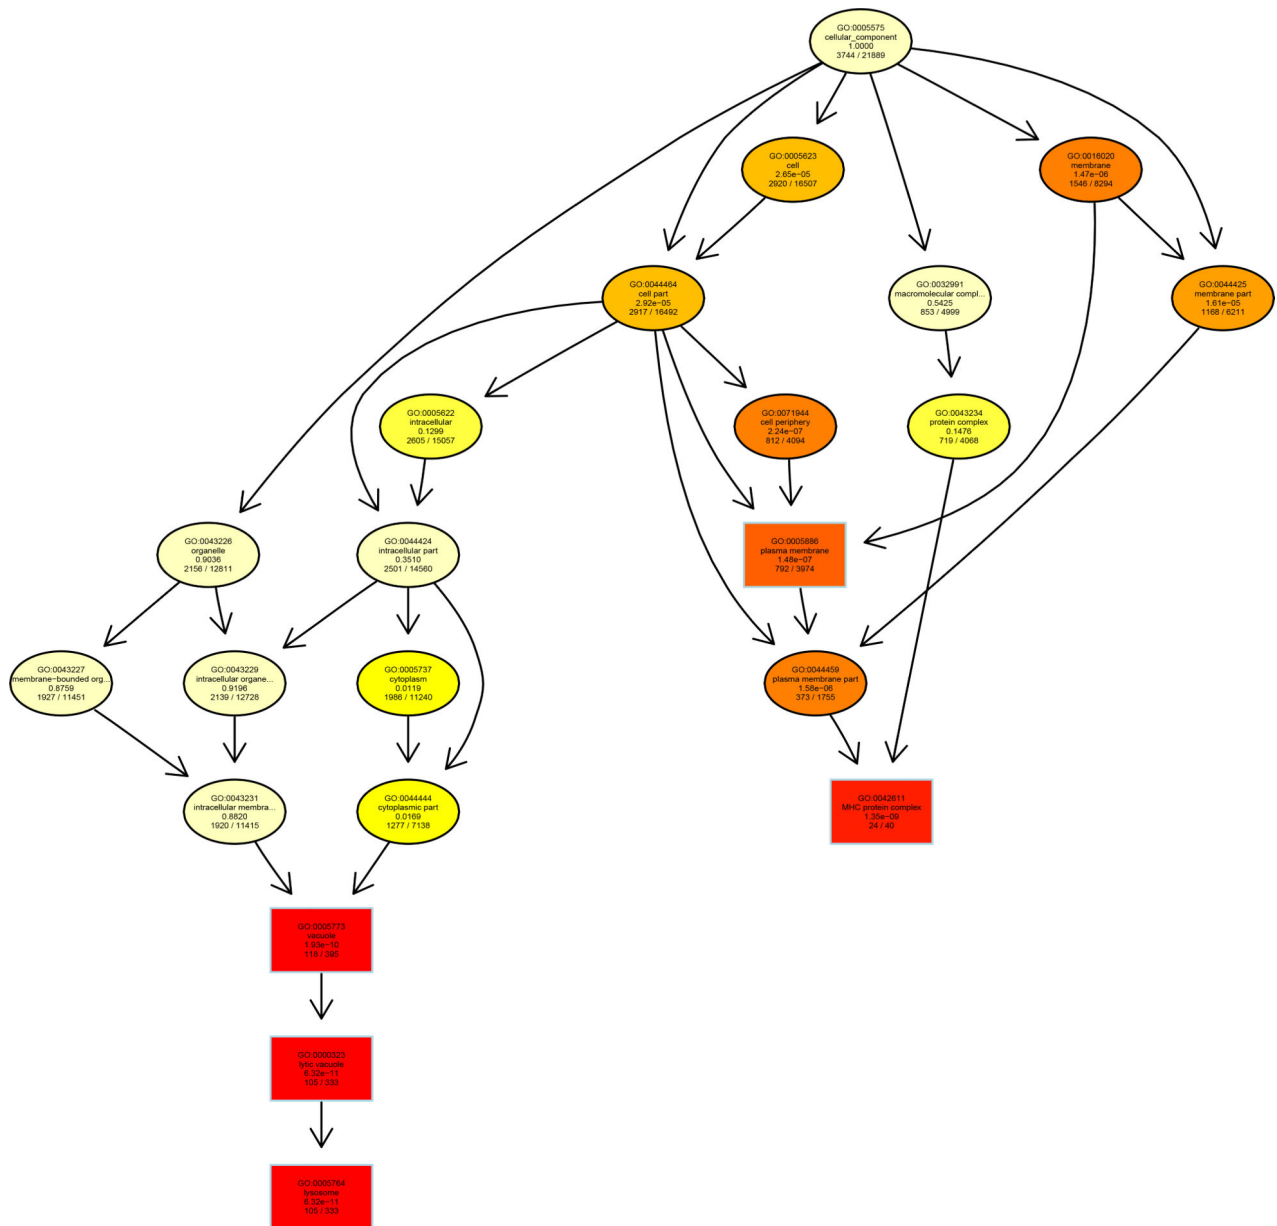 GO:0005575
cellular_component
1.0000
3744 / 21889
GO:0005623
cell
2.65e−05
2920 / 16507
GO:0016020
membrane
1.47e−06
1546 / 8294
GO:0044464
cell part
2.92e−05
2917 / 16492
GO:0032991
macromolecular compl...
0.5425
853 / 4999
GO:0044425
membrane part
1.61e−05
1168 / 6211
GO:0005622
intracellular
0.1299
2605 / 15057
GO:0071944
cell periphery
2.24e−07
812 / 4094
GO:0043234
protein complex
0.1476
719 / 4068
GO:0043226
organelle
0.9036
2156 / 12811
GO:0044424
intracellular part
0.3510
2501 / 14560
GO:0005886
plasma membrane
1.48e−07
792 / 3974
GO:0043227
membrane−bounded org...
0.8759
1927 / 11451
GO:0043229
intracellular organe...
0.9196
2139 / 12728
GO:0005737
cytoplasm
0.0119
1986 / 11240
GO:0044459
plasma membrane part
1.58e−06
373 / 1755
GO:0043231
intracellular membra...
0.8820
1920 / 11415
GO:0044444
cytoplasmic part
0.0169
1277 / 7138
GO:0042611
MHC protein complex
1.35e−09
24 / 40
GO:0005773
vacuole
1.93e−10
118 / 395
GO:0000323
lytic vacuole
6.32e−11
105 / 333
GO:0005764
lysosome
6.32e−11
105 / 333